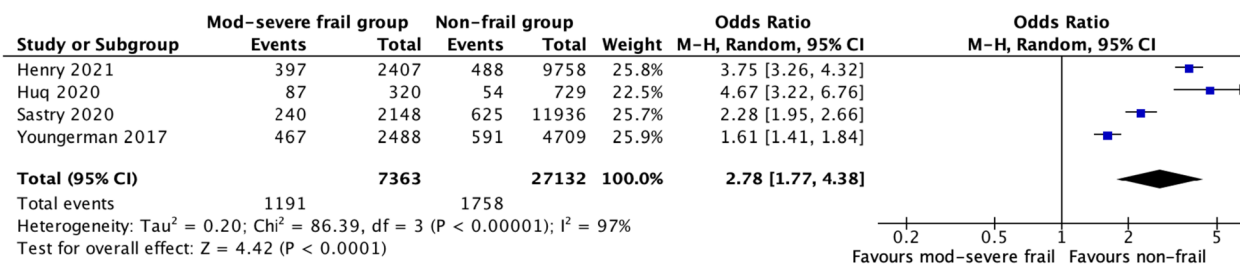 Mod-severe frail group Non-frail group Odds Ratio Odds Ratio
Study or Subgroup Events Total Events Total Weight M-H, Random, 95% CI M-H, Random, 95% CI
Henry 2021 397 2407 488 9758 25.8% 3.75 [3.26, 4.32]
Huq 2020 87 320 54 729 22.5% 4.67 [3.22, 6.76]
Sastry 2020 240 2148 625 11936 25.7% 2.28 [1.95, 2.66]
Youngerman 2017 467 2488 591 4709 25.9% 1.61 [1.41, 1.84]
Total (95% CI) 7363 27132 100.0% 2.78 [1.77, 4.38]
Total events 1191 1758
Heterogeneity: Tau² = 0.20; Chi² = 86.39, df = 3 (P < 0.00001); I² = 97%
Test for overall effect: Z = 4.42 (P < 0.0001)
0.2 0.5 1 2 5
Favours mod-severe frail Favours non-frail